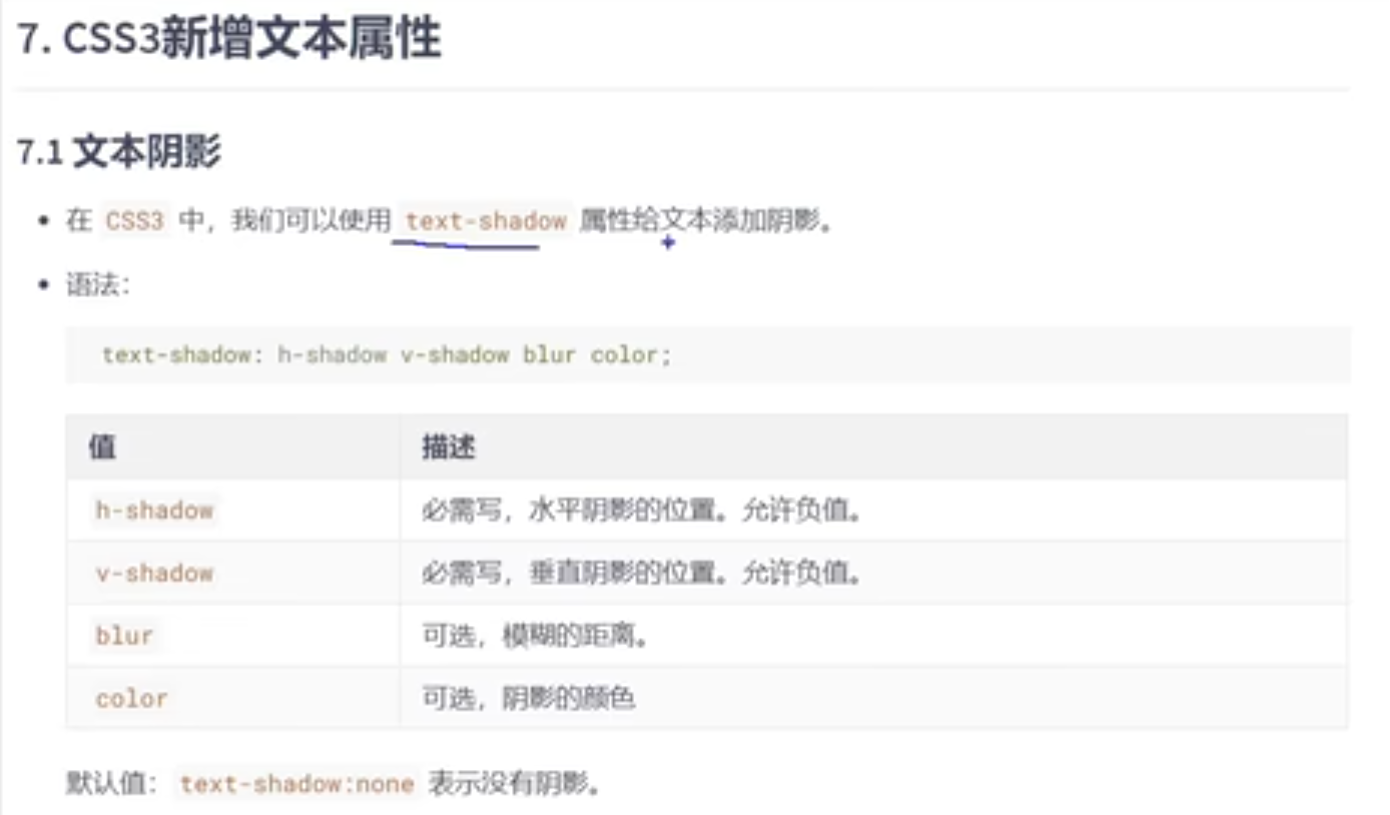 7. CSS3新增文本属性
7.1 文本阴影
• 在 CSS3 中，我们可以使用 text-shadow 属性给文本添加阴影。
• 语法：
text-shadow: h-shadow v-shadow blur color;
值 描述
h-shadow 必需写，水平阴影的位置。允许负值。
v-shadow 必需写，垂直阴影的位置。允许负值。
blur 可选，模糊的距离。
color 可选，阴影的颜色
默认值：text-shadow:none 表示没有阴影。